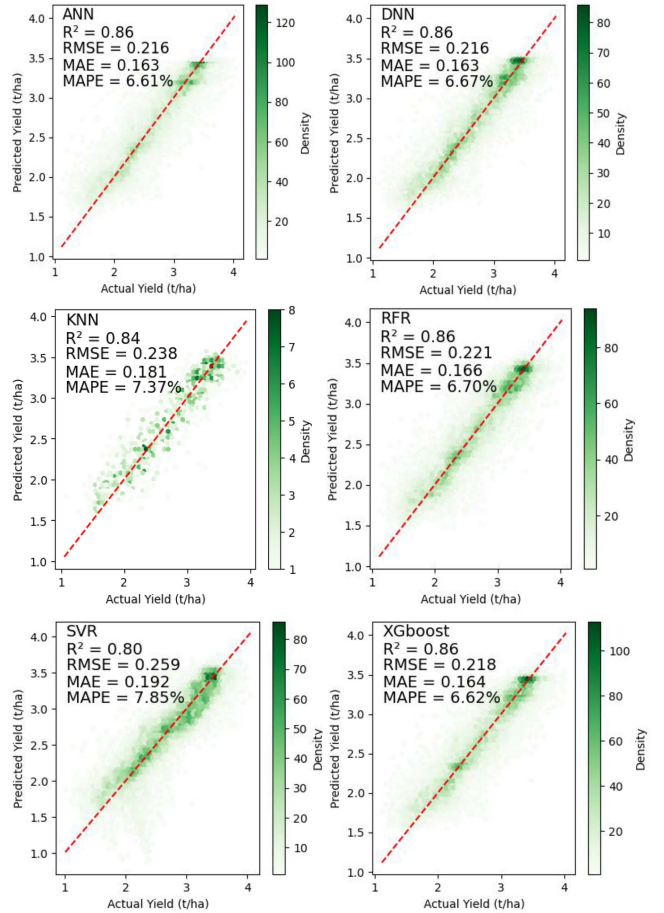 ANN
R² = 0.86
RMSE = 0.216
MAE = 0.163
MAPE = 6.61%
Predicted Yield (t/ha)
4.0
3.5
3.0
2.5
2.0
1.5
1.0
1
2
3
4
Actual Yield (t/ha)
120
100
80
60
40
20
Density
DNN
R² = 0.86
RMSE = 0.216
MAE = 0.163
MAPE = 6.67%
Predicted Yield (t/ha)
4.0
3.5
3.0
2.5
2.0
1.5
1.0
1
2
3
4
Actual Yield (t/ha)
80
70
60
50
40
30
20
10
Density
KNN
R² = 0.84
RMSE = 0.238
MAE = 0.181
MAPE = 7.37%
Predicted Yield (t/ha)
4.0
3.5
3.0
2.5
2.0
1.5
1.0
1
2
3
4
Actual Yield (t/ha)
8
7
6
5
4
3
2
1
Density
RFR
R² = 0.86
RMSE = 0.221
MAE = 0.166
MAPE = 6.70%
Predicted Yield (t/ha)
4.0
3.5
3.0
2.5
2.0
1.5
1.0
1
2
3
4
Actual Yield (t/ha)
80
60
40
20
Density
SVR
R² = 0.80
RMSE = 0.259
MAE = 0.192
MAPE = 7.85%
Predicted Yield (t/ha)
4.0
3.5
3.0
2.5
2.0
1.5
1.0
1
2
3
4
Actual Yield (t/ha)
80
70
60
50
40
30
20
10
Density
XGboost
R² = 0.86
RMSE = 0.218
MAE = 0.164
MAPE = 6.62%
Predicted Yield (t/ha)
4.0
3.5
3.0
2.5
2.0
1.5
1.0
1
2
3
4
Actual Yield (t/ha)
100
80
60
40
20
Density